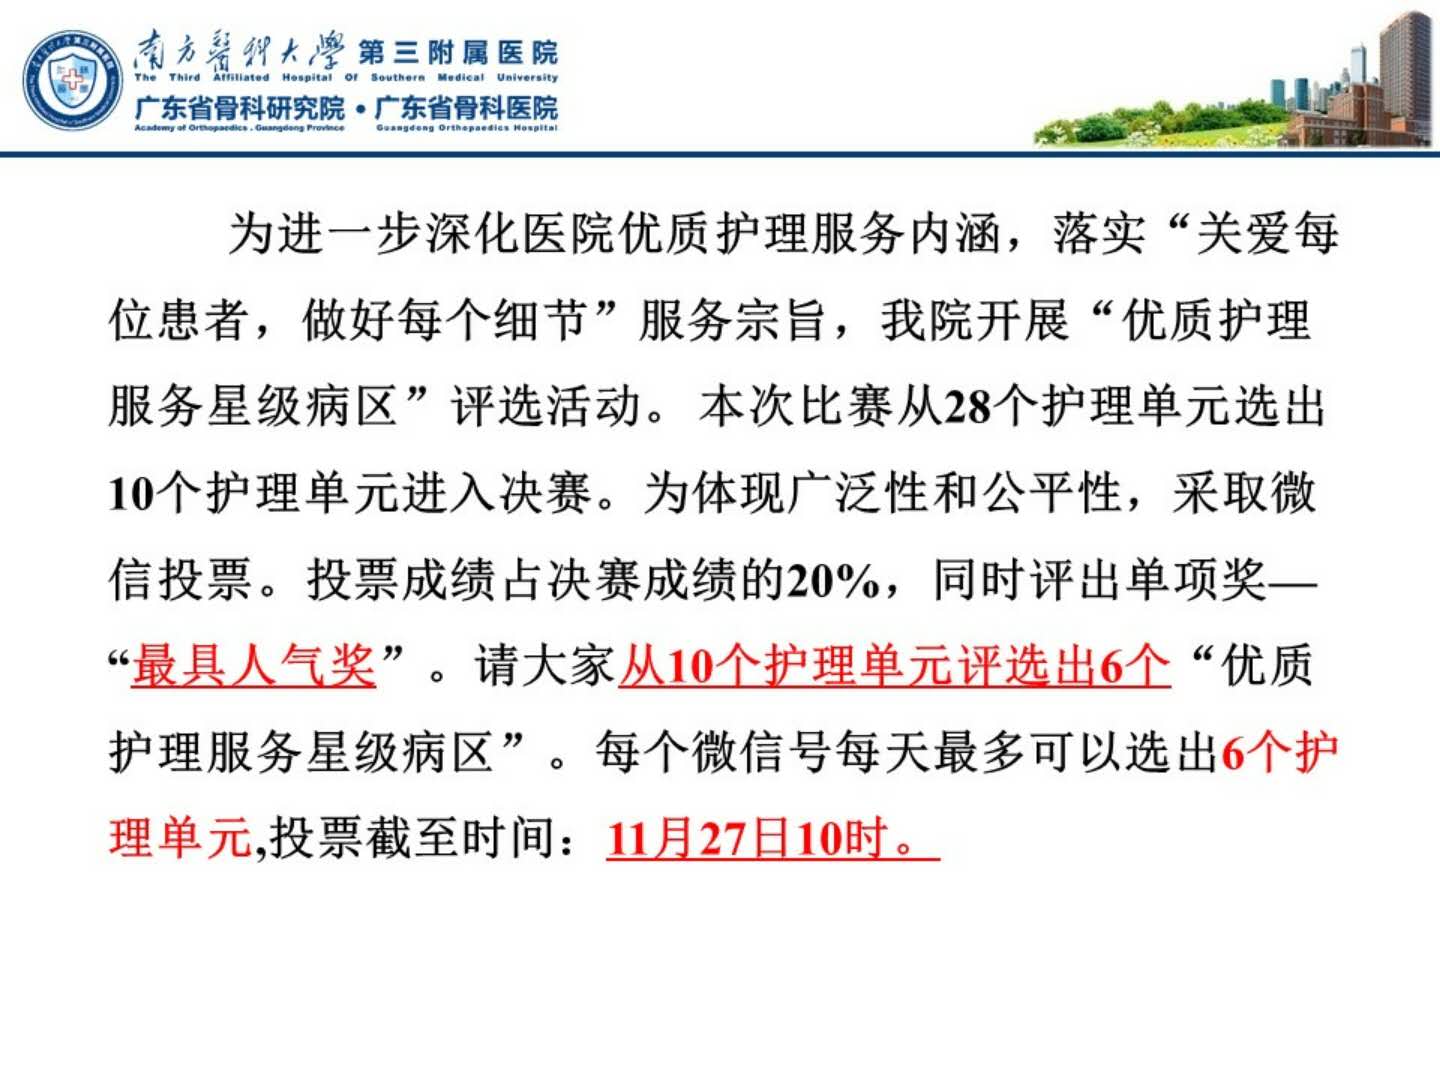 南方醫科大學 第三附属医院
The Third Affiliated Hospital Of Southern Medical University
广东省骨科研究院·广东省骨科医院
Academy of Orthopaedics . Guangdong Province Guangdong Orthopaedics Hospital
为进一步深化医院优质护理服务内涵，落实“关爱每
位患者，做好每个细节”服务宗旨，我院开展“优质护理
服务星级病区”评选活动。本次比赛从28个护理单元选出
10个护理单元进入决赛。为体现广泛性和公平性，采取微
信投票。投票成绩占决赛成绩的20%，同时评出单项奖—
“最具人气奖”。请大家从10个护理单元评选出6个“优质
护理服务星级病区”。每个微信号每天最多可以选出6个护
理单元,投票截至时间：11月27日10时。